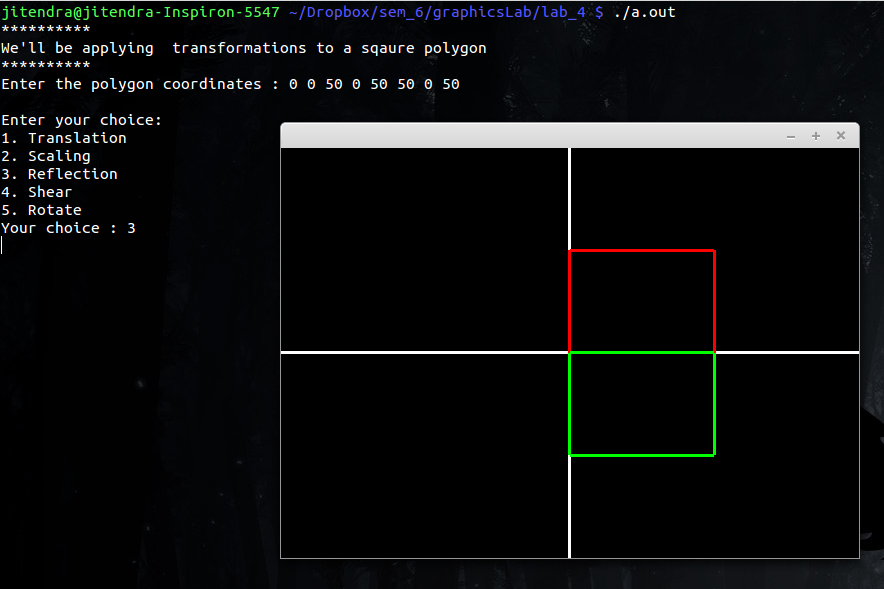 jitendra@jitendra-Inspiron-5547 ~/Dropbox/sem_6/graphicsLab/lab_4 $ ./a.out
**********
We'll be applying  transformations to a sqaure polygon
**********
Enter the polygon coordinates : 0 0 50 0 50 50 0 50
Enter your choice:
1. Translation
2. Scaling
3. Reflection
4. Shear
5. Rotate
Your choice : 3